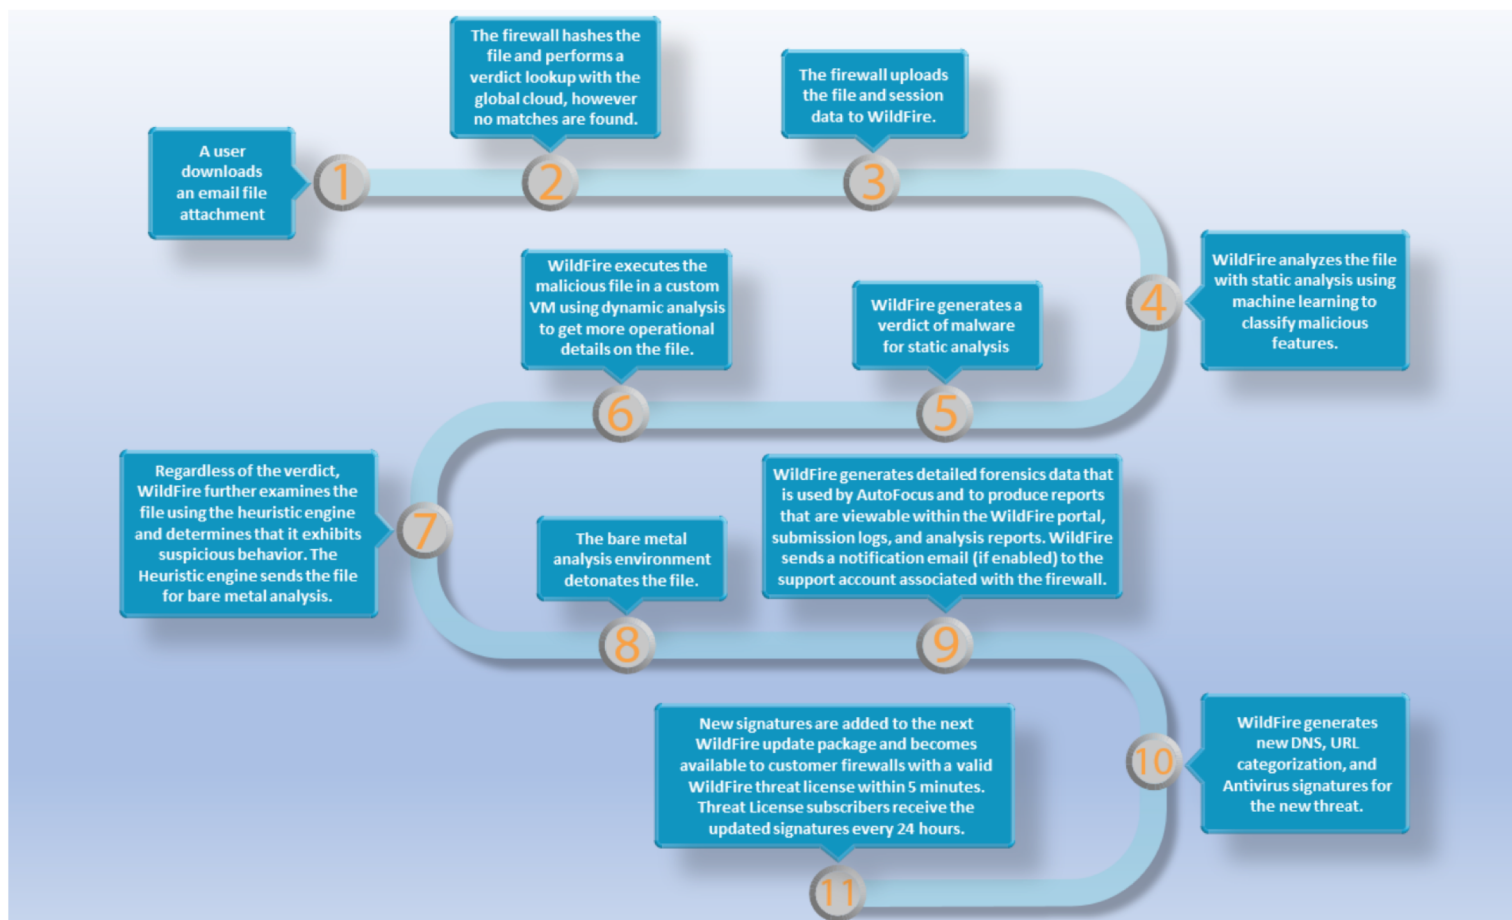 A user
downloads
an email file
attachment
1
The firewall hashes the
file and performs a
verdict lookup with the
global cloud, however
no matches are found.
2
The firewall uploads
the file and session
data to WildFire.
3
WildFire analyzes the file
with static analysis using
machine learning to
classify malicious
features.
4
WildFire generates a
verdict of malware
for static analysis
5
WildFire executes the
malicious file in a custom
VM using dynamic analysis
to get more operational
details on the file.
6
Regardless of the verdict,
WildFire further examines the
file using the heuristic engine
and determines that it exhibits
suspicious behavior. The
Heuristic engine sends the file
for bare metal analysis.
7
The bare metal
analysis environment
detonates the file.
8
WildFire generates detailed forensics data that
is used by AutoFocus and to produce reports
that are viewable within the WildFire portal,
submission logs, and analysis reports. WildFire
sends a notification email (if enabled) to the
support account associated with the firewall.
9
WildFire generates
new DNS, URL
categorization, and
Antivirus signatures for
the new threat.
10
New signatures are added to the next
WildFire update package and becomes
available to customer firewalls with a valid
WildFire threat license within 5 minutes.
Threat License subscribers receive the
updated signatures every 24 hours.
11